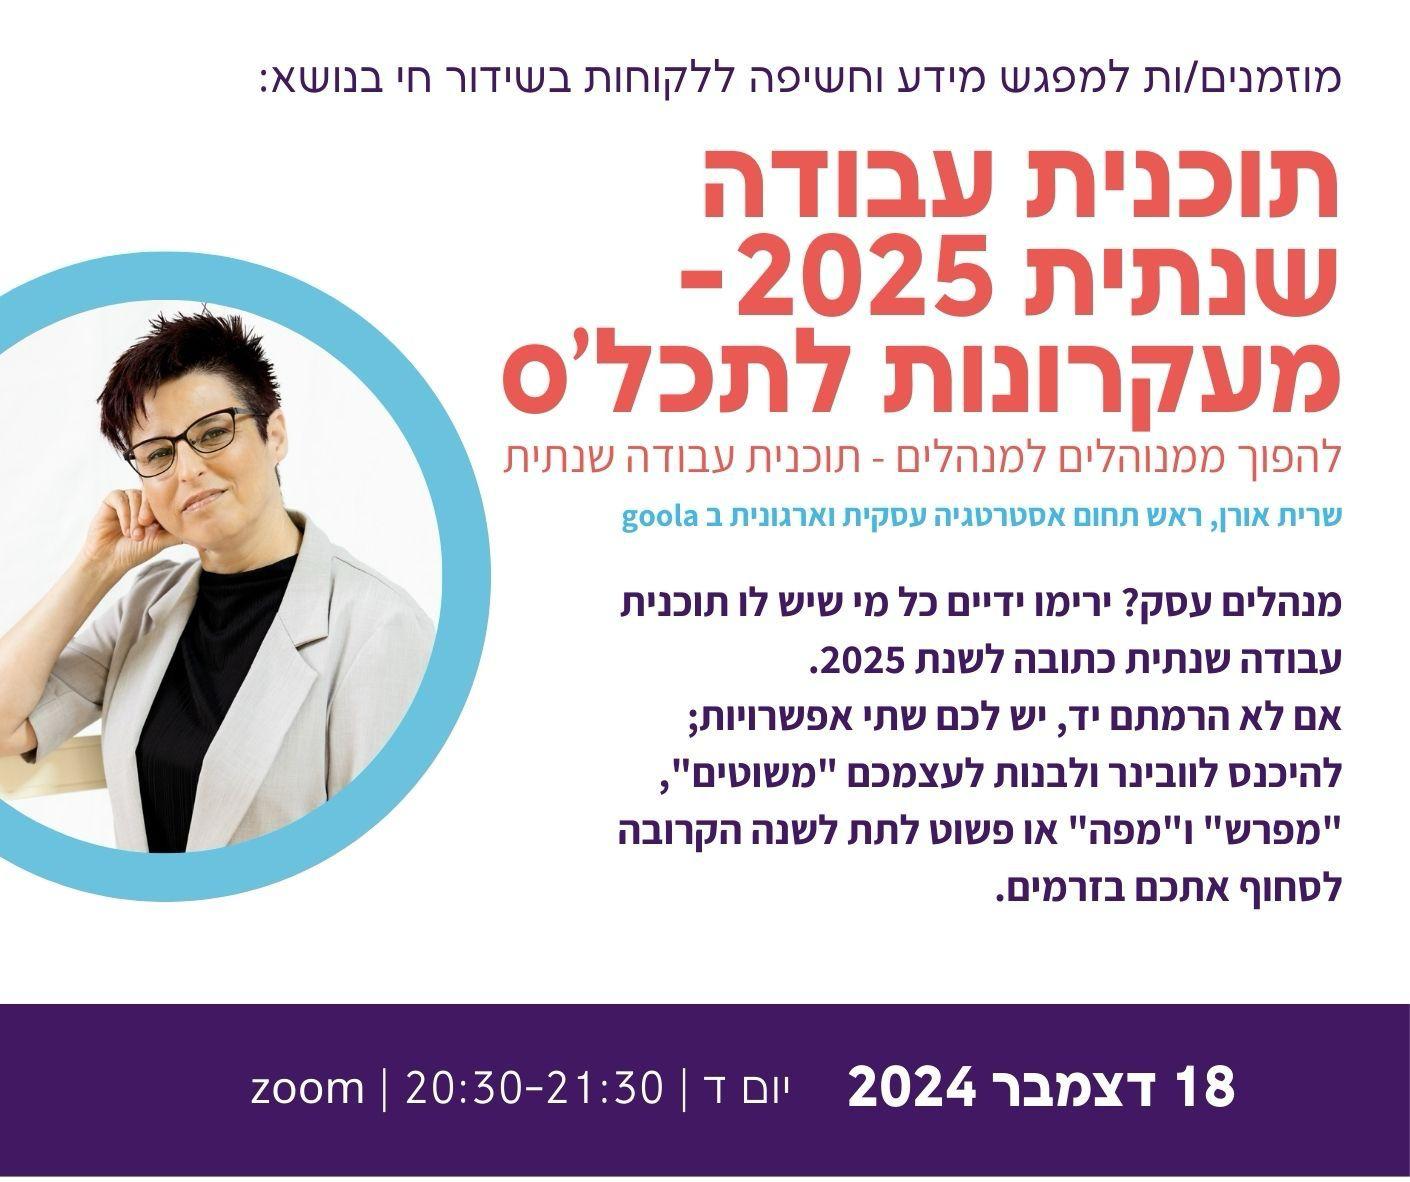 מוזמנים/ות למפגש מידע וחשיפה ללקוחות בשידור חי בנושא:
תוכנית עבודה
שנתית 2025-
מעקרונות לתכל'ס
להפוך ממנוהלים למנהלים - תוכנית עבודה שנתית
שרית אורן, ראש תחום אסטרטגיה עסקית וארגונית ב goola
מנהלים עסק? ירימו ידיים כל מי שיש לו תוכנית
עבודה שנתית כתובה לשנת 2025.
אם לא הרמתם יד, יש לכם שתי אפשרויות;
להיכנס לוובינר ולבנות לעצמכם "משוטים",
"מפרש" ו"מפה" או פשוט לתת לשנה הקרובה
לסחוף אתכם בזרמים.
18 דצמבר 2024 יום ד | 20:30-21:30 | zoom